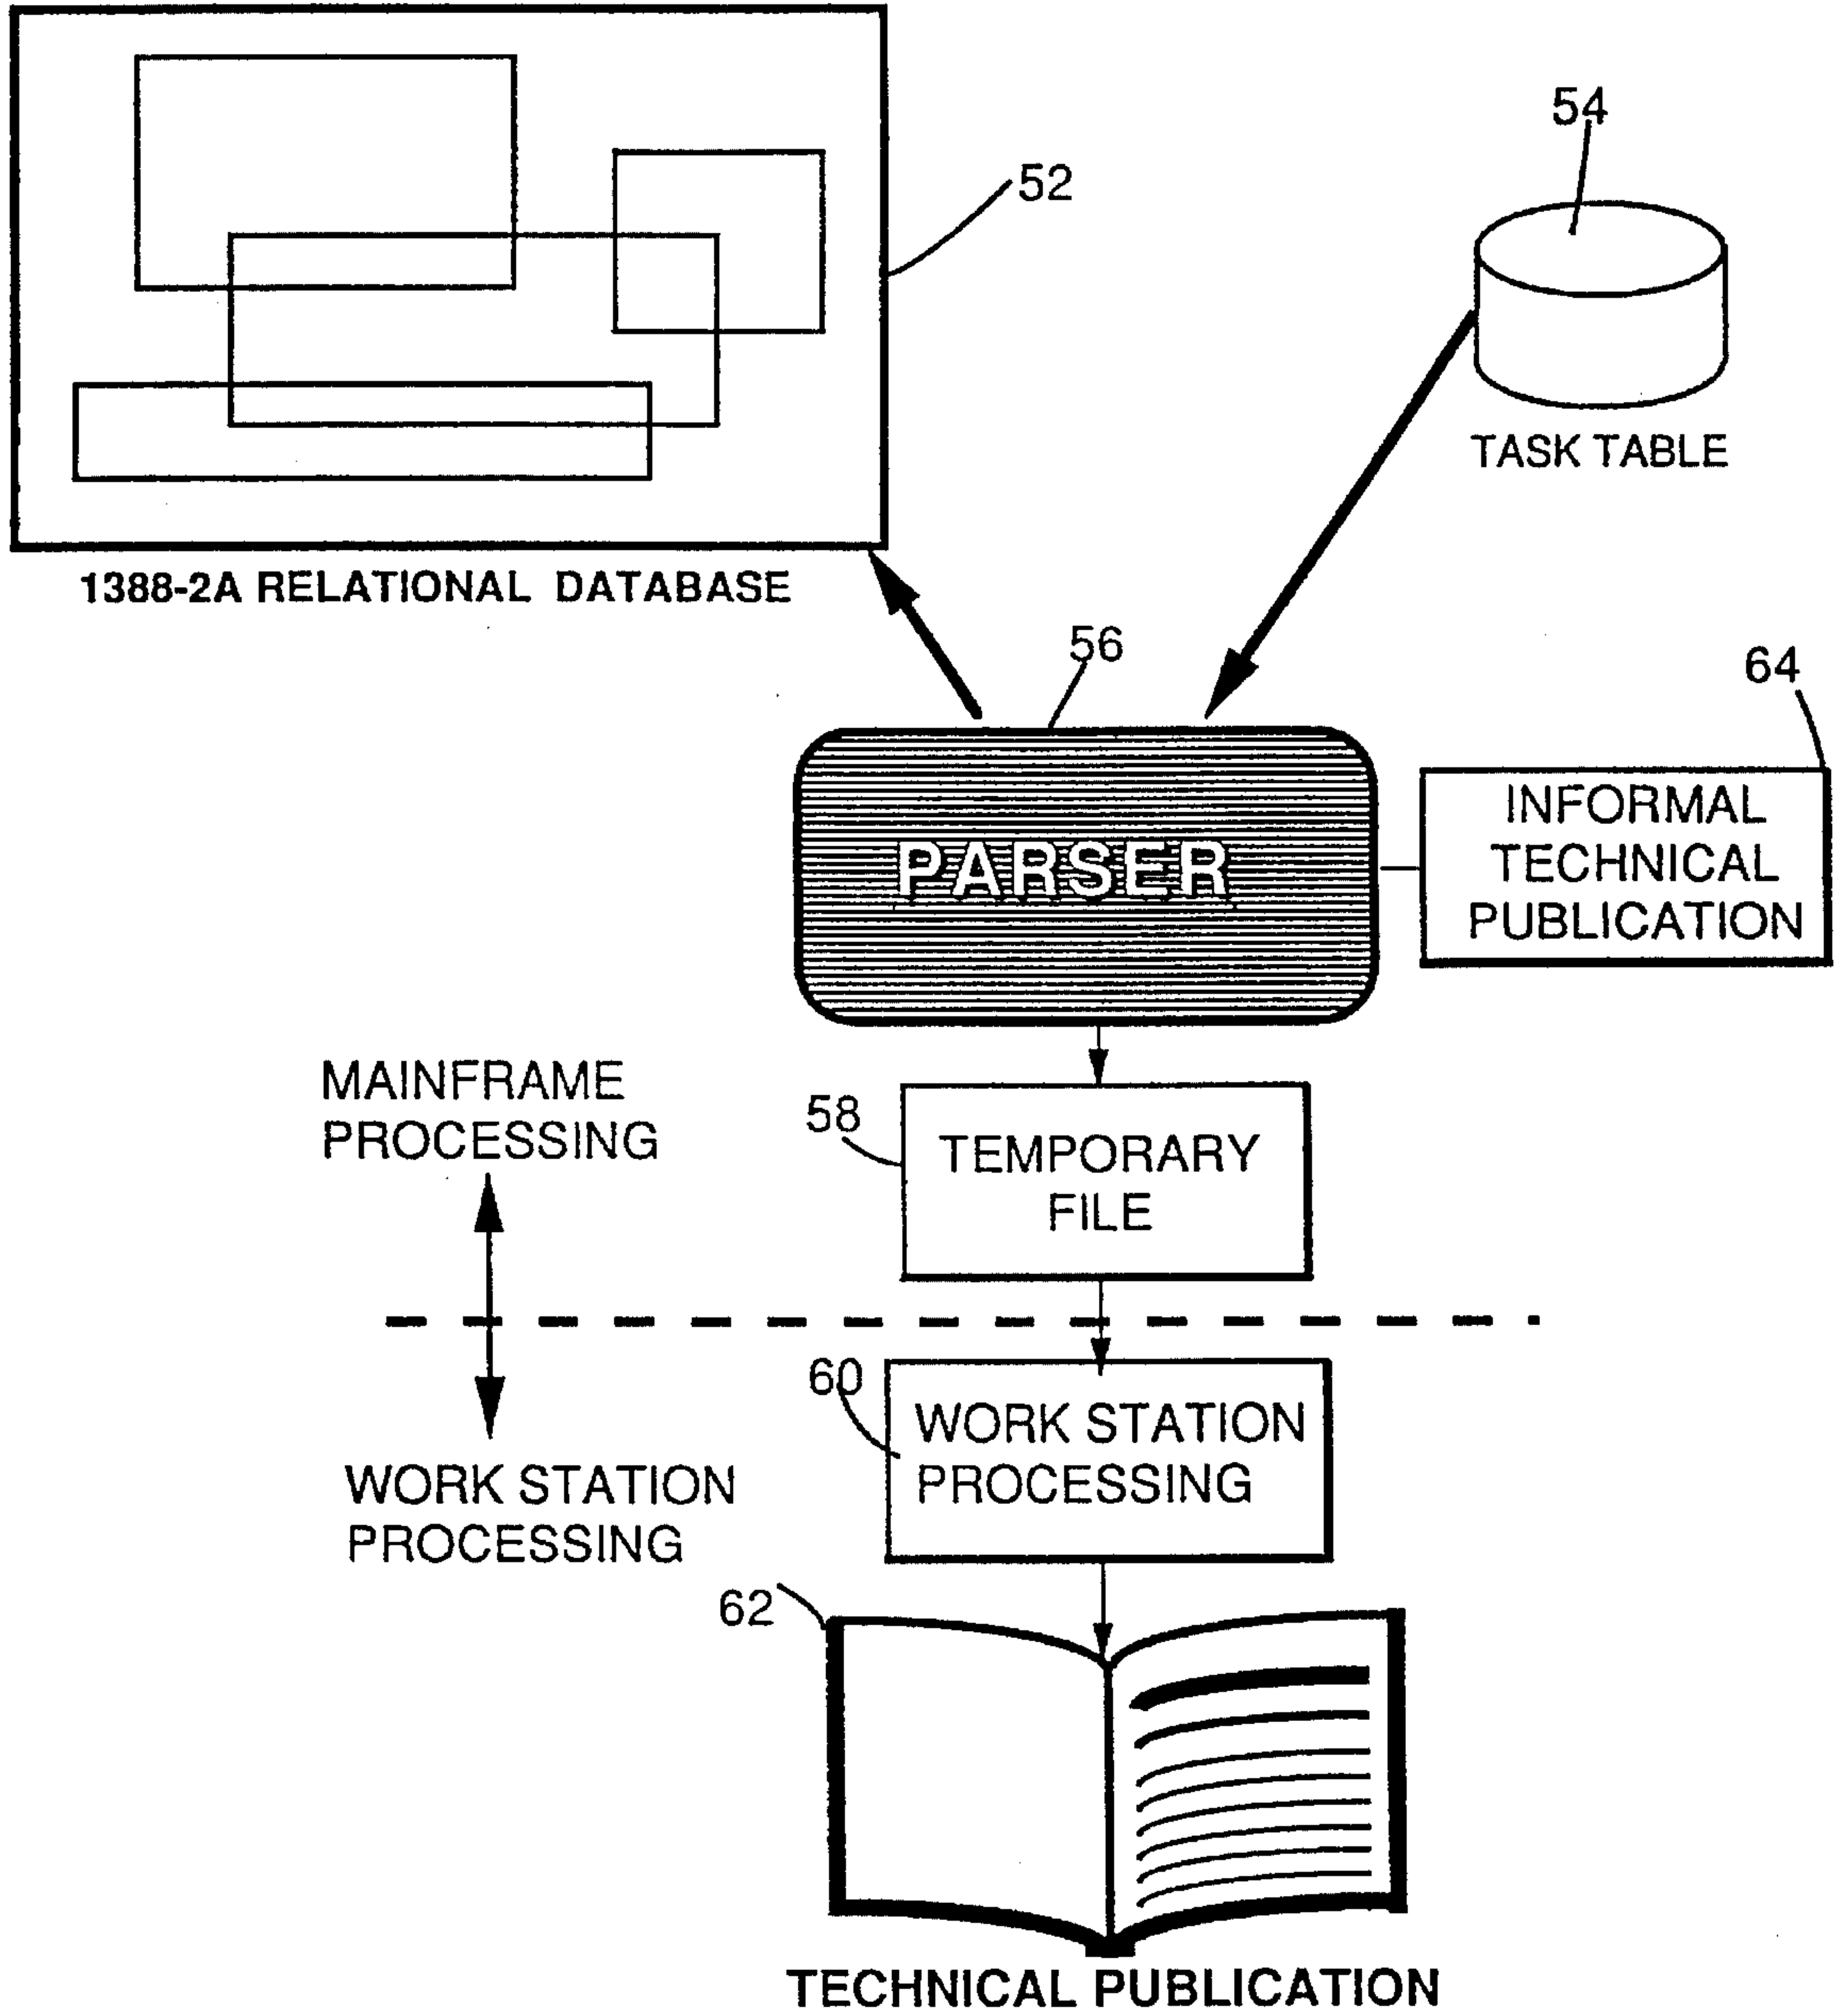 54
52
TASK TABLE
1388-2A RELATIONAL DATABASE
56
64
INFORMAL
TECHNICAL
PUBLICATION
PARSER
MAINFRAME
PROCESSING
58
TEMPORARY
FILE
60
WORK STATION
PROCESSING
WORK STATION
PROCESSING
62
TECHNICAL PUBLICATION